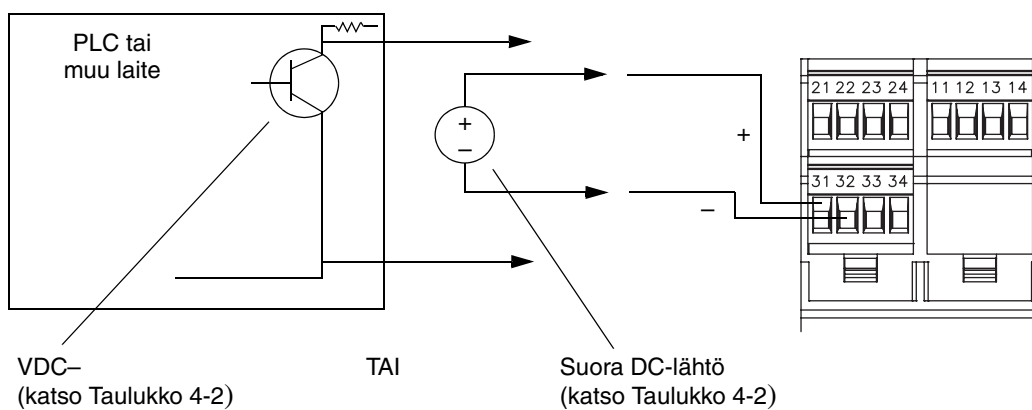 PLC tai
muu laite
+
–
+
–
21 22 23 24
11 12 13 14
31 32 33 34
VDC–
(katso Taulukko 4-2)
TAI
Suora DC-lähtö
(katso Taulukko 4-2)